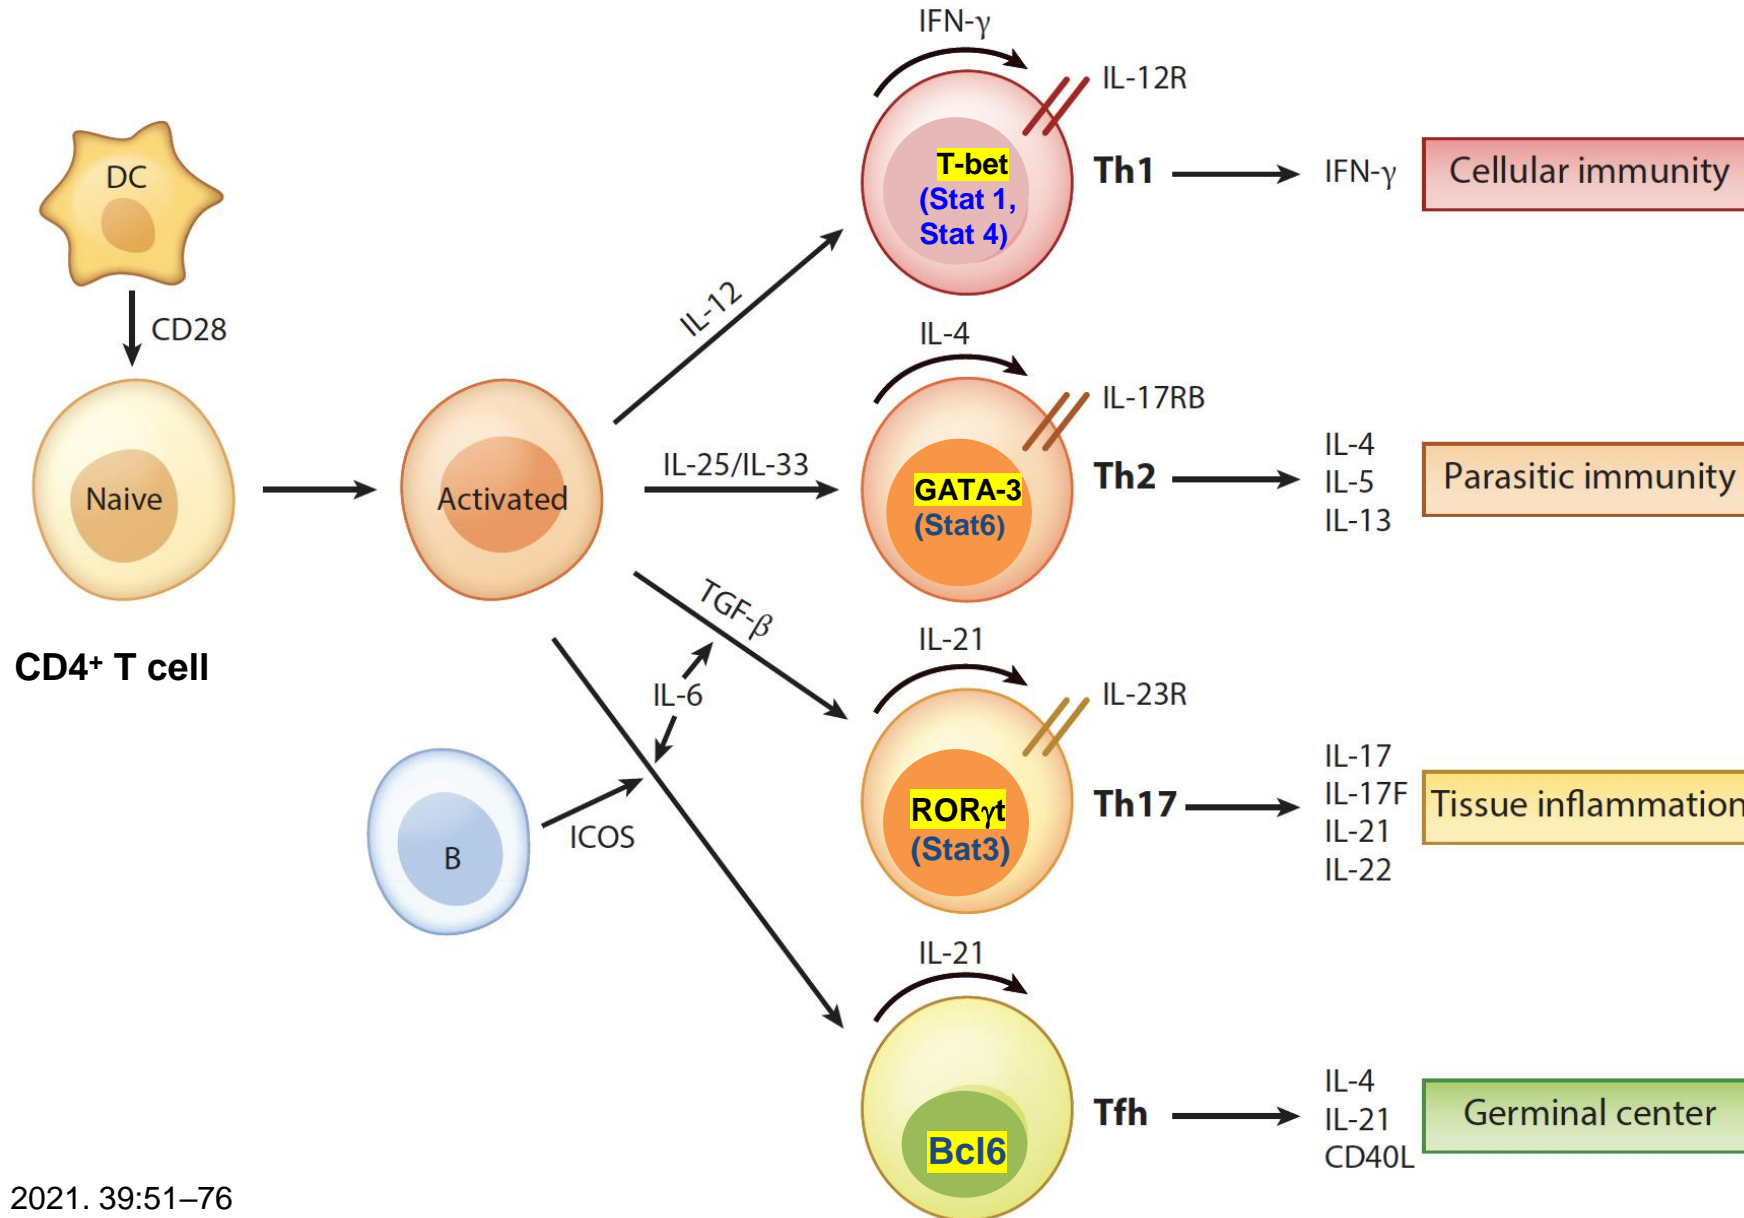 DC
CD28
Naive
Activated
CD4⁺ T cell
B
ICOS
IL-6
IL-12
IL-25/IL-33
TGF-β
IFN-γ
IL-12R
T-bet
(Stat 1,
Stat 4)
Th1
IFN-γ
Cellular immunity
IL-4
IL-17RB
GATA-3
(Stat6)
Th2
IL-4
IL-5
IL-13
Parasitic immunity
IL-21
IL-23R
RORγt
(Stat3)
Th17
IL-17
IL-17F
IL-21
IL-22
Tissue inflammation
IL-21
Bcl6
Tfh
IL-4
IL-21
CD40L
Germinal center
2021. 39:51–76